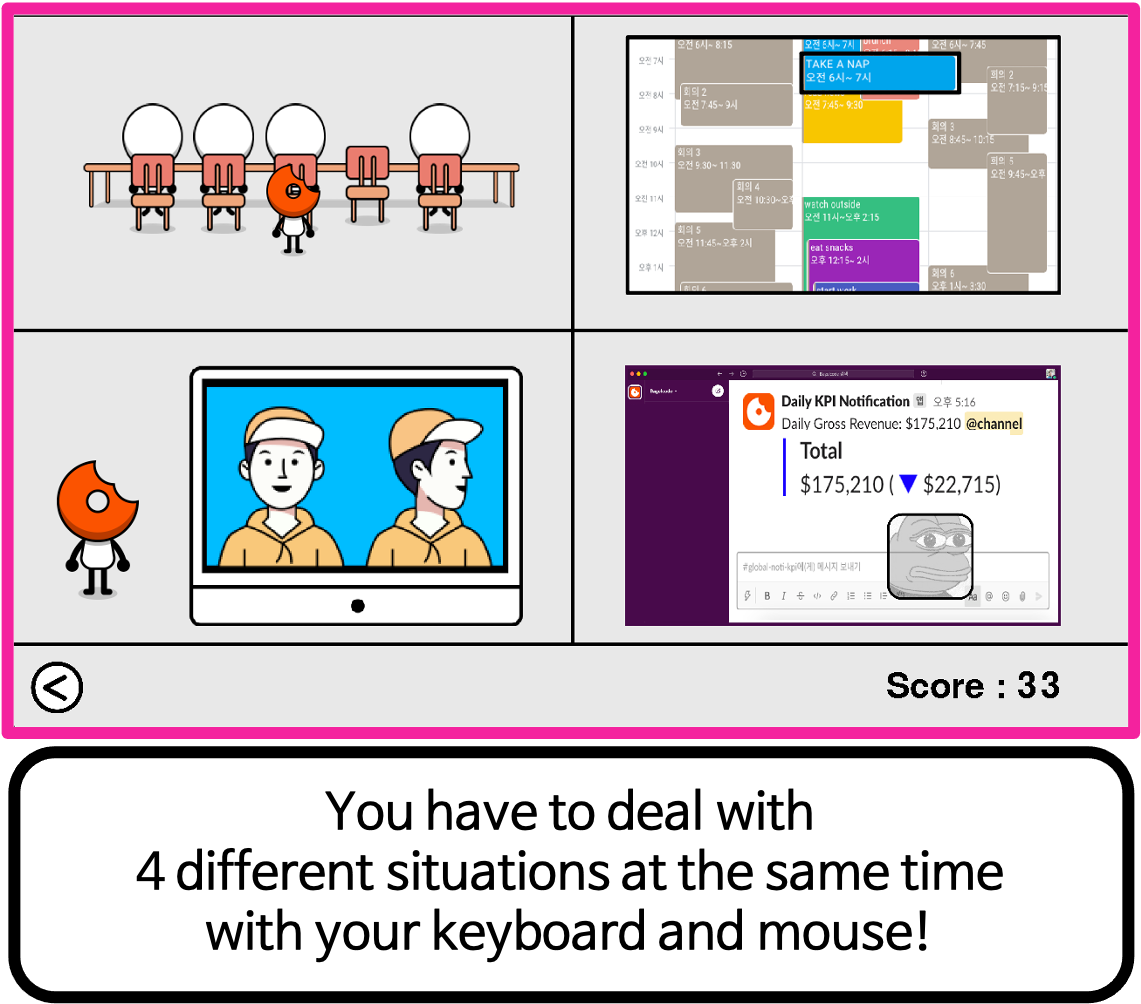 오전 6시~ 8:15
오전 6시~ 7시
brunch
오전 6시~ 7:45
오전 7시
TAKE A NAP
오전 6시~ 7시
회의 2
오전 7:15~ 9:15
회의 2
오전 7:45~ 9시
오전 8시
오전 7:45~ 9:30
오전 9시
회의 3
오전 8:45~ 10:15
회의 3
오전 9:30~ 11:30
오전 10시
회의 5
오전 9:45~오후
회의 4
오전 10:30~오후
오전 11시
watch outside
오전 11시~오후 2:15
회의 5
오전 11:45~오후 2시
오후 12시
eat snacks
오후 12:15~ 2시
오후 1시
회의 6
오후 1시~ 3:30
start work
회의 6
Bagelcode
Daily KPI Notification 앱 오후 5:16
Daily Gross Revenue: $175,210 @channel
Total
$175,210 (▼ $22,715)
#global-noti-kpi에(게) 메시지 보내기
B I S
Aa @
<
Score : 33
You have to deal with
4 different situations at the same time
with your keyboard and mouse!